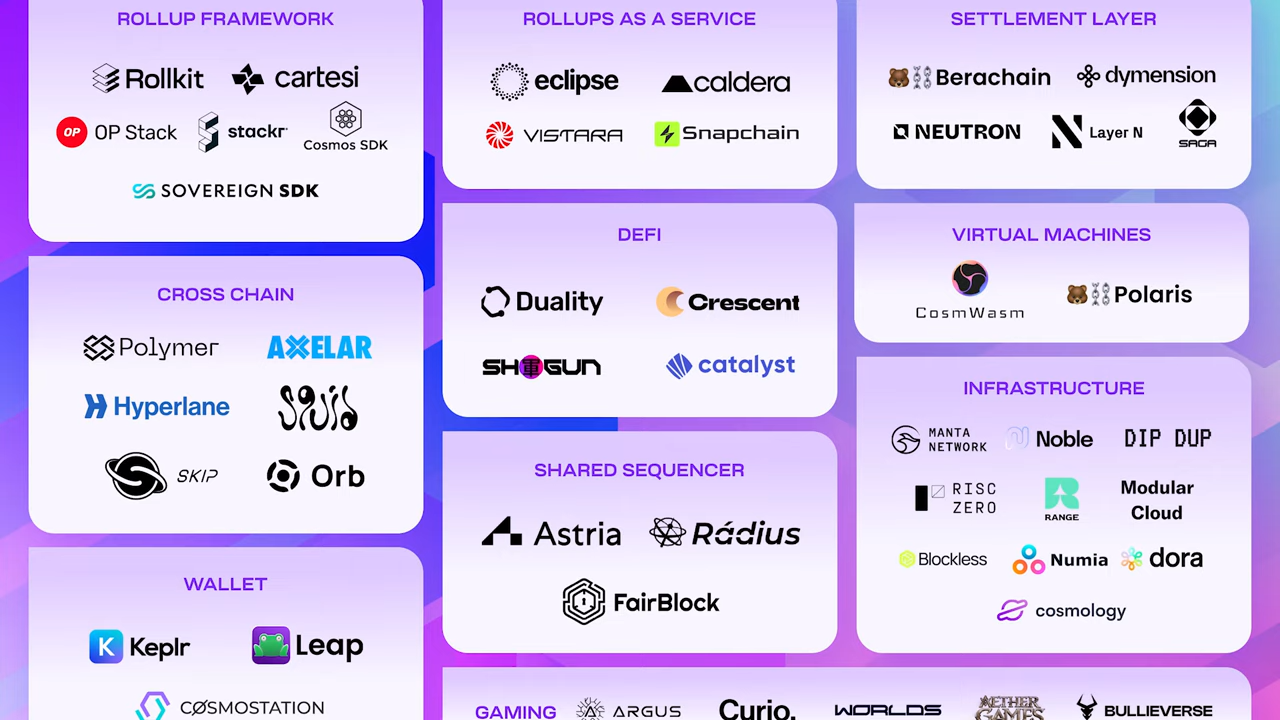 ROLLUP FRAMEWORK
Rollkit
cartesi
OP
OP Stack
stackr
Cosmos SDK
SOVEREIGN SDK
ROLLUPS AS A SERVICE
eclipse
caldera
VISTARA
Snapchain
SETTLEMENT LAYER
Berachain
dymension
NEUTRON
Layer N
SAGA
CROSS CHAIN
Polymer
AXELAR
Hyperlane
SQUID
SKIP
Orb
DEFI
Duality
Crescent
SHOGUN
catalyst
VIRTUAL MACHINES
CosmWasm
Polaris
SHARED SEQUENCER
Astria
Rádius
FairBlock
INFRASTRUCTURE
MANTA
NETWORK
Noble
DIP DUP
RISC
ZERO
RANGE
Modular
Cloud
Blockless
Numia
dora
cosmology
WALLET
K
Keplr
Leap
COSMOSTATION
GAMING
ARGUS
Curio.
WORLDS
AETHER
GAMES
BULLIEVERSE